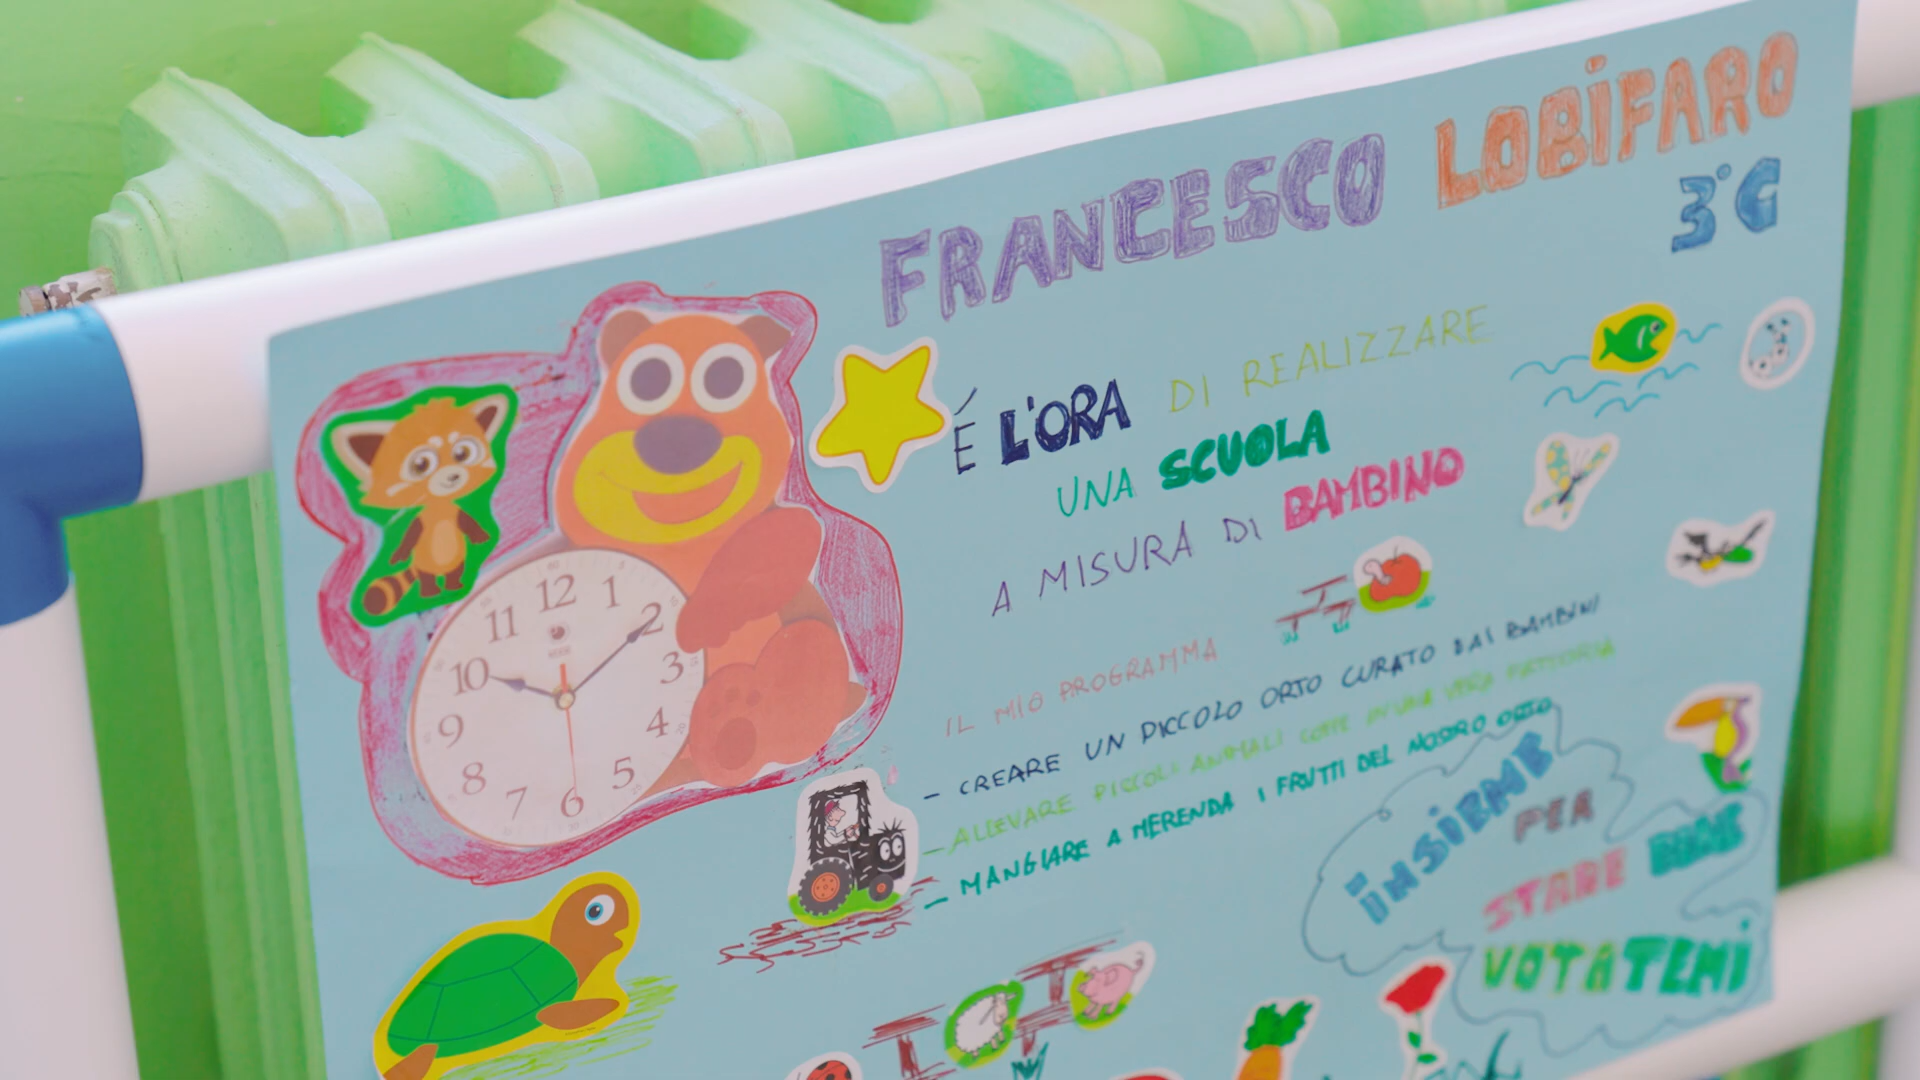 FRANCESCO LOBIFARO
3°G
É L'ORA DI REALIZZARE
UNA SCUOLA
A MISURA DI BAMBINO
IL MIO PROGRAMMA
- CREARE UN PICCOLO ORTO CURATO DAI BAMBINI
- ALLEVARE PICCOLI ANIMALI COME IN UNA VERA FATTORIA
- MANGIARE A MERENDA I FRUTTI DEL NOSTRO ORTO
INSIEME
PER
STARE BENE
VOTATEMI
12
1
2
3
4
5
6
7
8
9
10
11